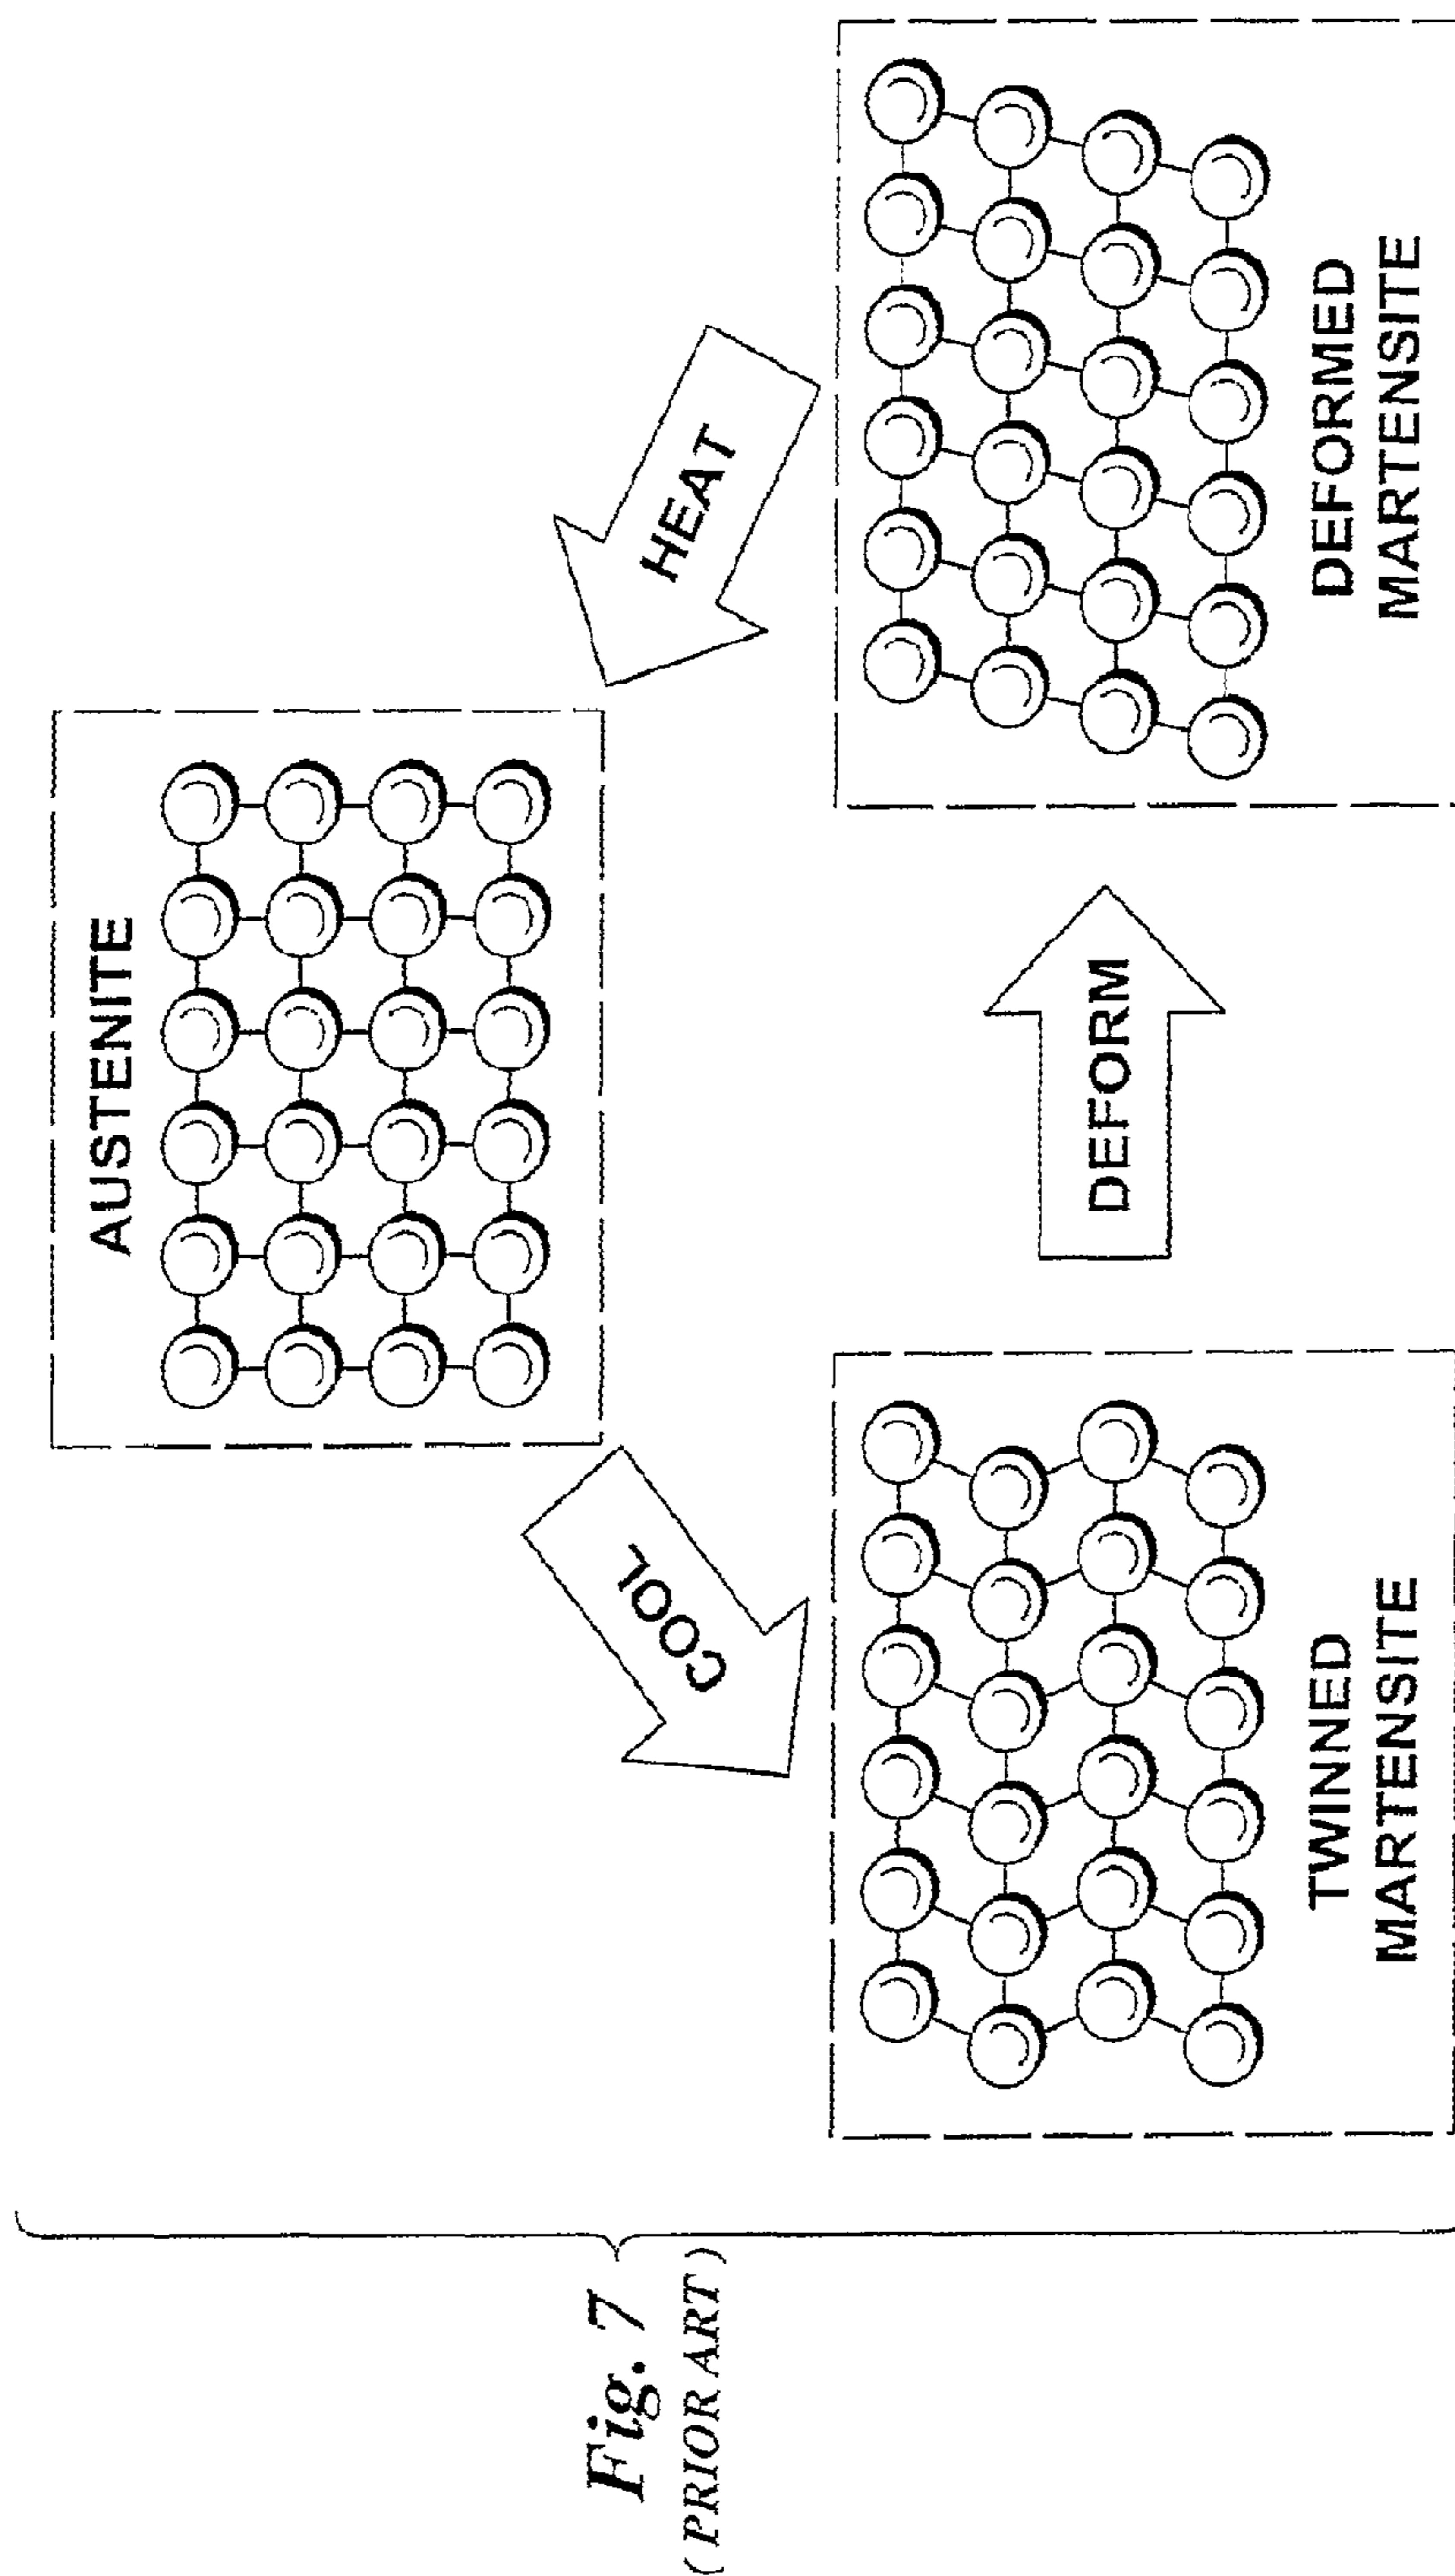 AUSTENITE
COOL
HEAT
TWINNED
MARTENSITE
DEFORM
DEFORMED
MARTENSITE
Fig. 7
( PRIOR ART )